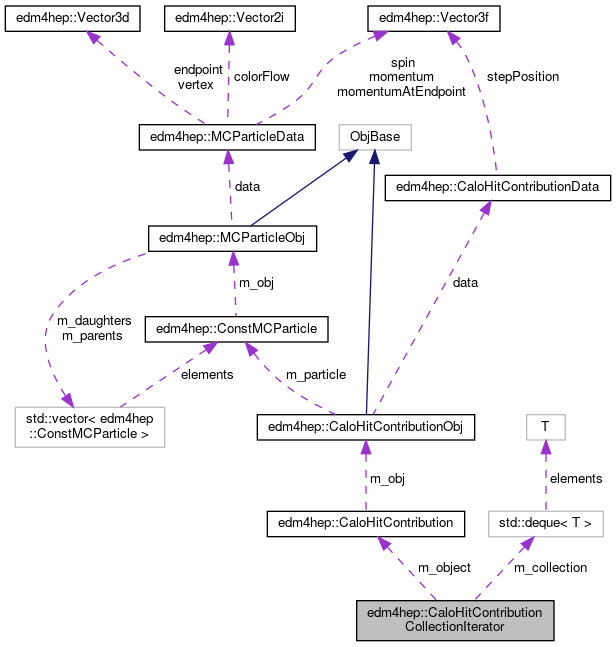 edm4hep::Vector3d
edm4hep::Vector2i
edm4hep::Vector3f
endpoint
vertex
colorFlow
spin
momentum
momentumAtEndpoint
stepPosition
edm4hep::MCParticleData
ObjBase
edm4hep::CaloHitContributionData
data
edm4hep::MCParticleObj
m_obj
data
m_daughters
m_parents
edm4hep::ConstMCParticle
elements
m_particle
std::vector< edm4hep
::ConstMCParticle >
edm4hep::CaloHitContributionObj
T
m_obj
elements
edm4hep::CaloHitContribution
std::deque< T >
m_object
m_collection
edm4hep::CaloHitContribution
CollectionIterator